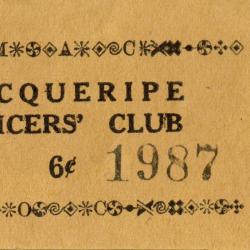 M A C
CQUERIPE
ICERS' CLUB
6¢ 1987
O C